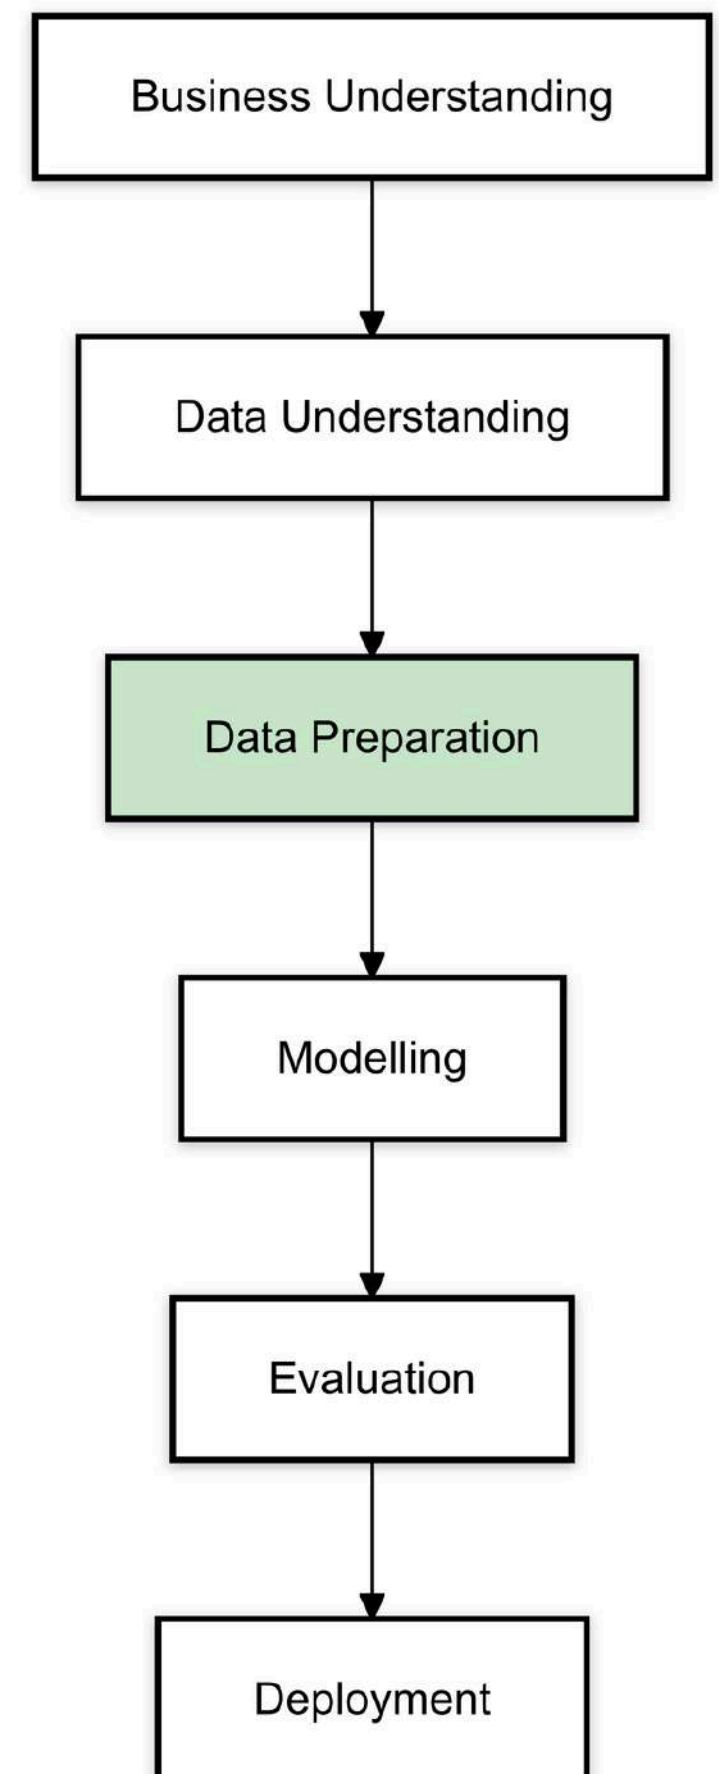 Business Understanding
Data Understanding
Data Preparation
Modelling
Evaluation
Deployment